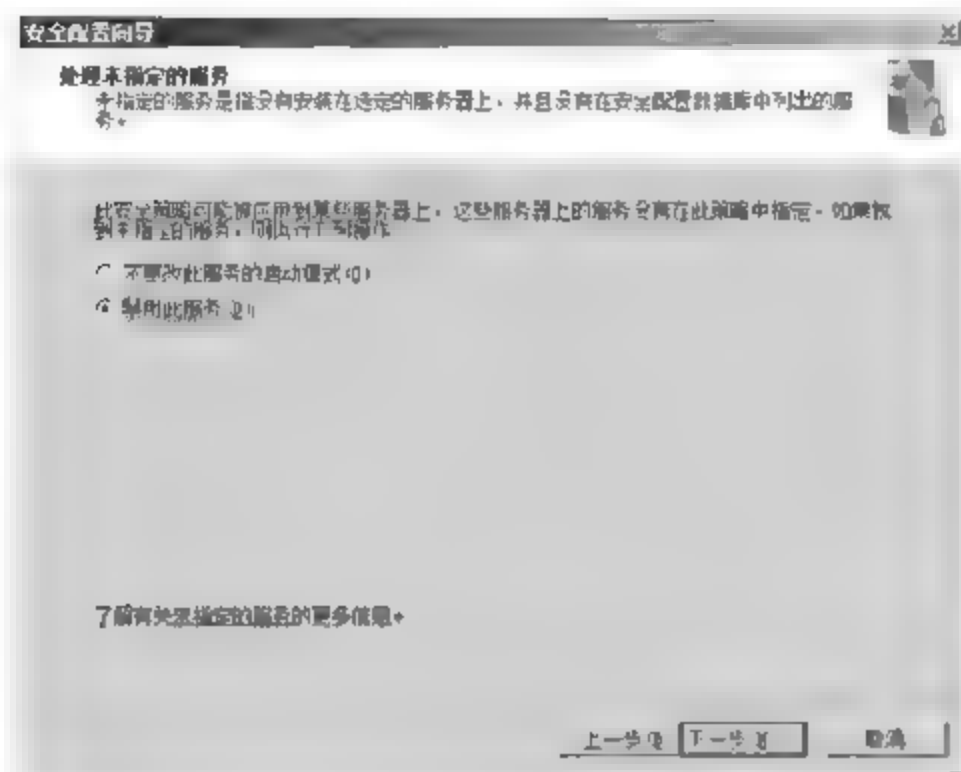 安全配置向导
处理未指定的服务
未指定的服务是指没有安装在选定的服务器上，并且没有在安全配置数据库中列出的服
务。
此安全策略可能被应用到某些服务器上，这些服务器上的服务没有在此策略中指定。如果找
到未指定的服务，则执行下列操作
不更改此服务的启动模式
禁用此服务
了解有关未指定的服务的更多信息。
上一步 下一步 取消